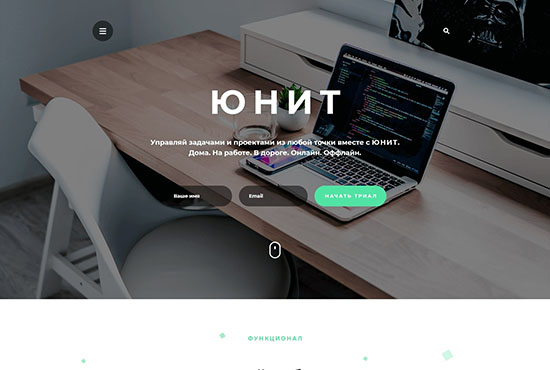 ЮНИТ
Управляй задачами и проектами из любой точки вместе с ЮНИТ.
Дома. На работе. В дороге. Онлайн. Оффлайн.
Ваше имя
Email
НАЧАТЬ ТРИАЛ
ФУНКЦИОНАЛ